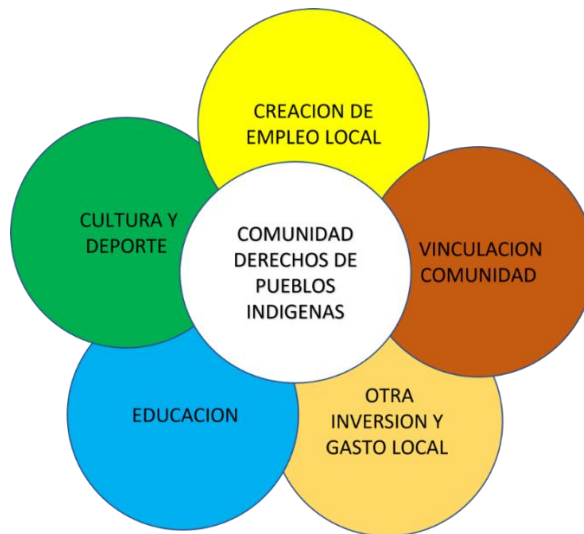 CREACION DE
EMPLEO LOCAL
CULTURA Y
DEPORTE
COMUNIDAD
DERECHOS DE
PUEBLOS
INDIGENAS
VINCULACION
COMUNIDAD
EDUCACION
OTRA
INVERSION Y
GASTO LOCAL